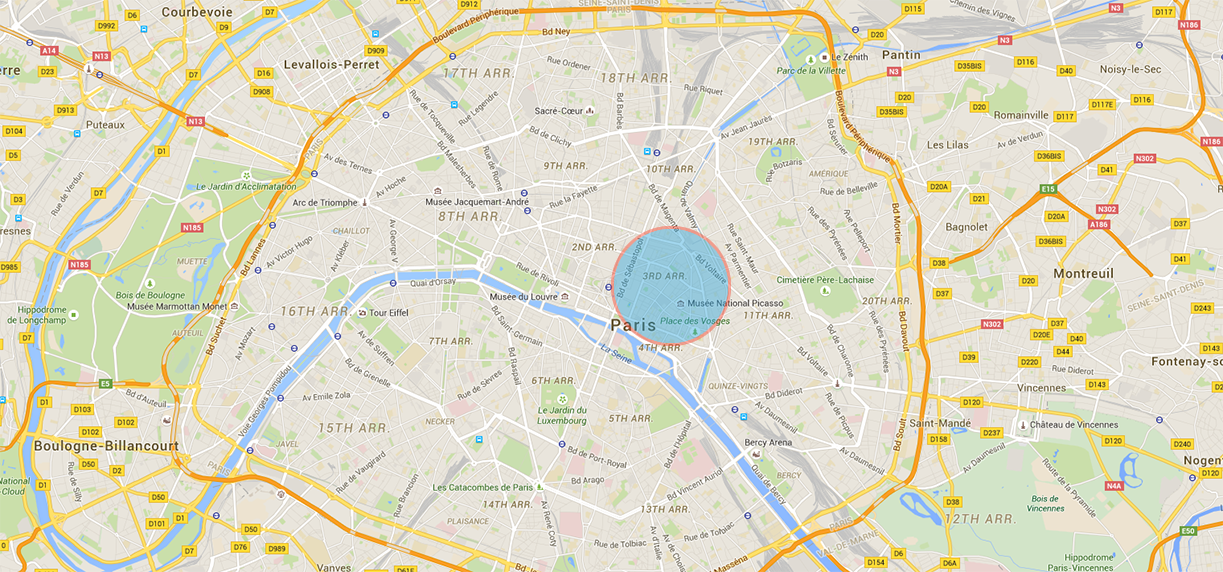 Courbevoie
Boulevard Périphérique
SEINE-SAINT-DENIS
PARIS
Bd Ney
D912
D992
D6
D7
D9
D115
D117
N3
N186
Chemin des Vignes
A14
N13
D23
D7
D16
D908
D909
Levallois-Perret
17TH ARR.
Rue Ordener
18TH ARR.
Rue Riquet
Le Zénith
Parc de la Villette
Pantin
D20
N3
D35BIS
D116
D40
Noisy-le-Sec
D913
Puteaux
D104
D5
D1
N13
PARIS
Rue de Tocqueville
Rue Legendre
Sacré-Cœur
Bd Barbès
Bd de Clichy
Av Jean Jaurès
19TH ARR.
Bd Sérurier
Boulevard Périphérique
D20
D35BIS
D20
D117E
D116
Romainville
D117
Les Lilas
D36BIS
N302
N186
D41
Rue de Verdun
D7
D3
N185
Le Jardin d'Acclimatation
Av des Ternes
Bd Malesherbes
Rue de Rome
9TH ARR.
10TH ARR.
Rue Botzaris
AMÉRIQUE
Rue de Belleville
D20A
D7
E15
Av Hoche
Arc de Triomphe
Musée Jacquemart-André
8TH ARR.
Rue la Fayette
Bd de Magenta
Quai de Valmy
Rue Saint-Maur
Av Parmentier
Rue des Pyrénées
Rue Pelleport
Bd Mortier
Bagnolet
D20A
N302
A186
D36BIS
D41
D37
D985
N185
MUETTE
Bd Lannes
Av Victor Hugo
CHAILLOT
Av Kléber
Av George V
2ND ARR.
Bd de Sébastopol
3RD ARR.
Bd Voltaire
Musée National Picasso
Cimetière Père-Lachaise
D38
D37
Montreuil
D41
D20
SEINE-SAINT-DENIS
Bois de Boulogne
Musée Marmottan Monet
Hippodrome
de Longchamp
16TH ARR.
Quai d'Orsay
Rue de Rivoli
Musée du Louvre
Tour Eiffel
Paris
Place des Vosges
11TH ARR.
20TH ARR.
N302
D37
D20E
D40
D44
D243
D143
D7
AUTEUIL
Bd Suchet
Av Mozart
Av de Suffren
7TH ARR.
Bd Saint-Germain
La Seine
4TH ARR.
Bd Voltaire
Rue de Charonne
Rue des Pyrénées
Bd Davout
D39
D130
Rue Diderot
Fontenay-so
E5
D1
Bd d'Auteuil
D103
D102
D102
D122
Boulogne-Billancourt
Voie Georges Pompidou
Bd de Grenelle
Av Emile Zola
15TH ARR.
Rue de Sèvres
Bd Raspail
NECKER
6TH ARR.
Le Jardin du
Luxembourg
5TH ARR.
QUINZE-VINGTS
Bd Diderot
Av Daumesnil
Rue de Picpus
Vincennes
D143
D120
Saint-Mandé
D158
D237
Château de Vincennes
D120
D120
D240
D245
Nogen
D50
D50
D2
D1
PARIS
JAVEL
Rue de Vaugirard
Rue Brancion
Les Catacombes de Paris
Bd de Port-Royal
Bd Arago
Bd de l'Hôpital
Bd Vincent Auriol
Bercy Arena
BERCY
Quai de Bercy
Av Daumesnil
Bd Soult
Av Daumesnil
Route de la Pyramide
N4A
Bois de
Vincennes
12TH ARR.
D38
Rue de Silly
D50
D101
D1
D50
D76
D989
Vanves
14TH ARR.
PLAISANCE
Av René Coty
Rue de Tolbiac
Av d'Italie
13TH ARR.
Rue de Tolbiac
Masséna
PARIS
VAL-DE-MARNE
D154
D6
D6A
E50
Hippodrome
Paris-Vincennes